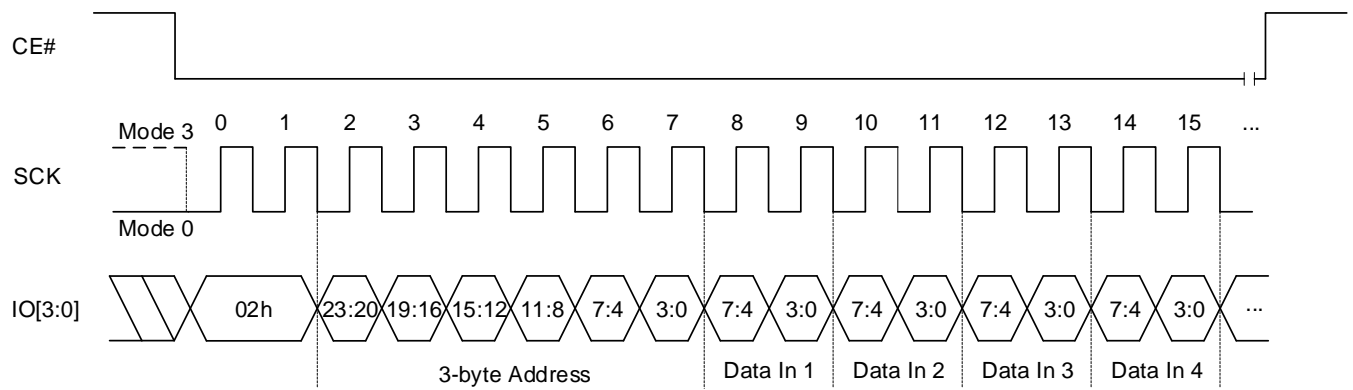 CE#
Mode 3 0 1 2 3 4 5 6 7 8 9 10 11 12 13 14 15 ...
SCK
Mode 0
IO[3:0] 02h 23:20 19:16 15:12 11:8 7:4 3:0 7:4 3:0 7:4 3:0 7:4 3:0 7:4 3:0 ...
3-byte Address Data In 1 Data In 2 Data In 3 Data In 4